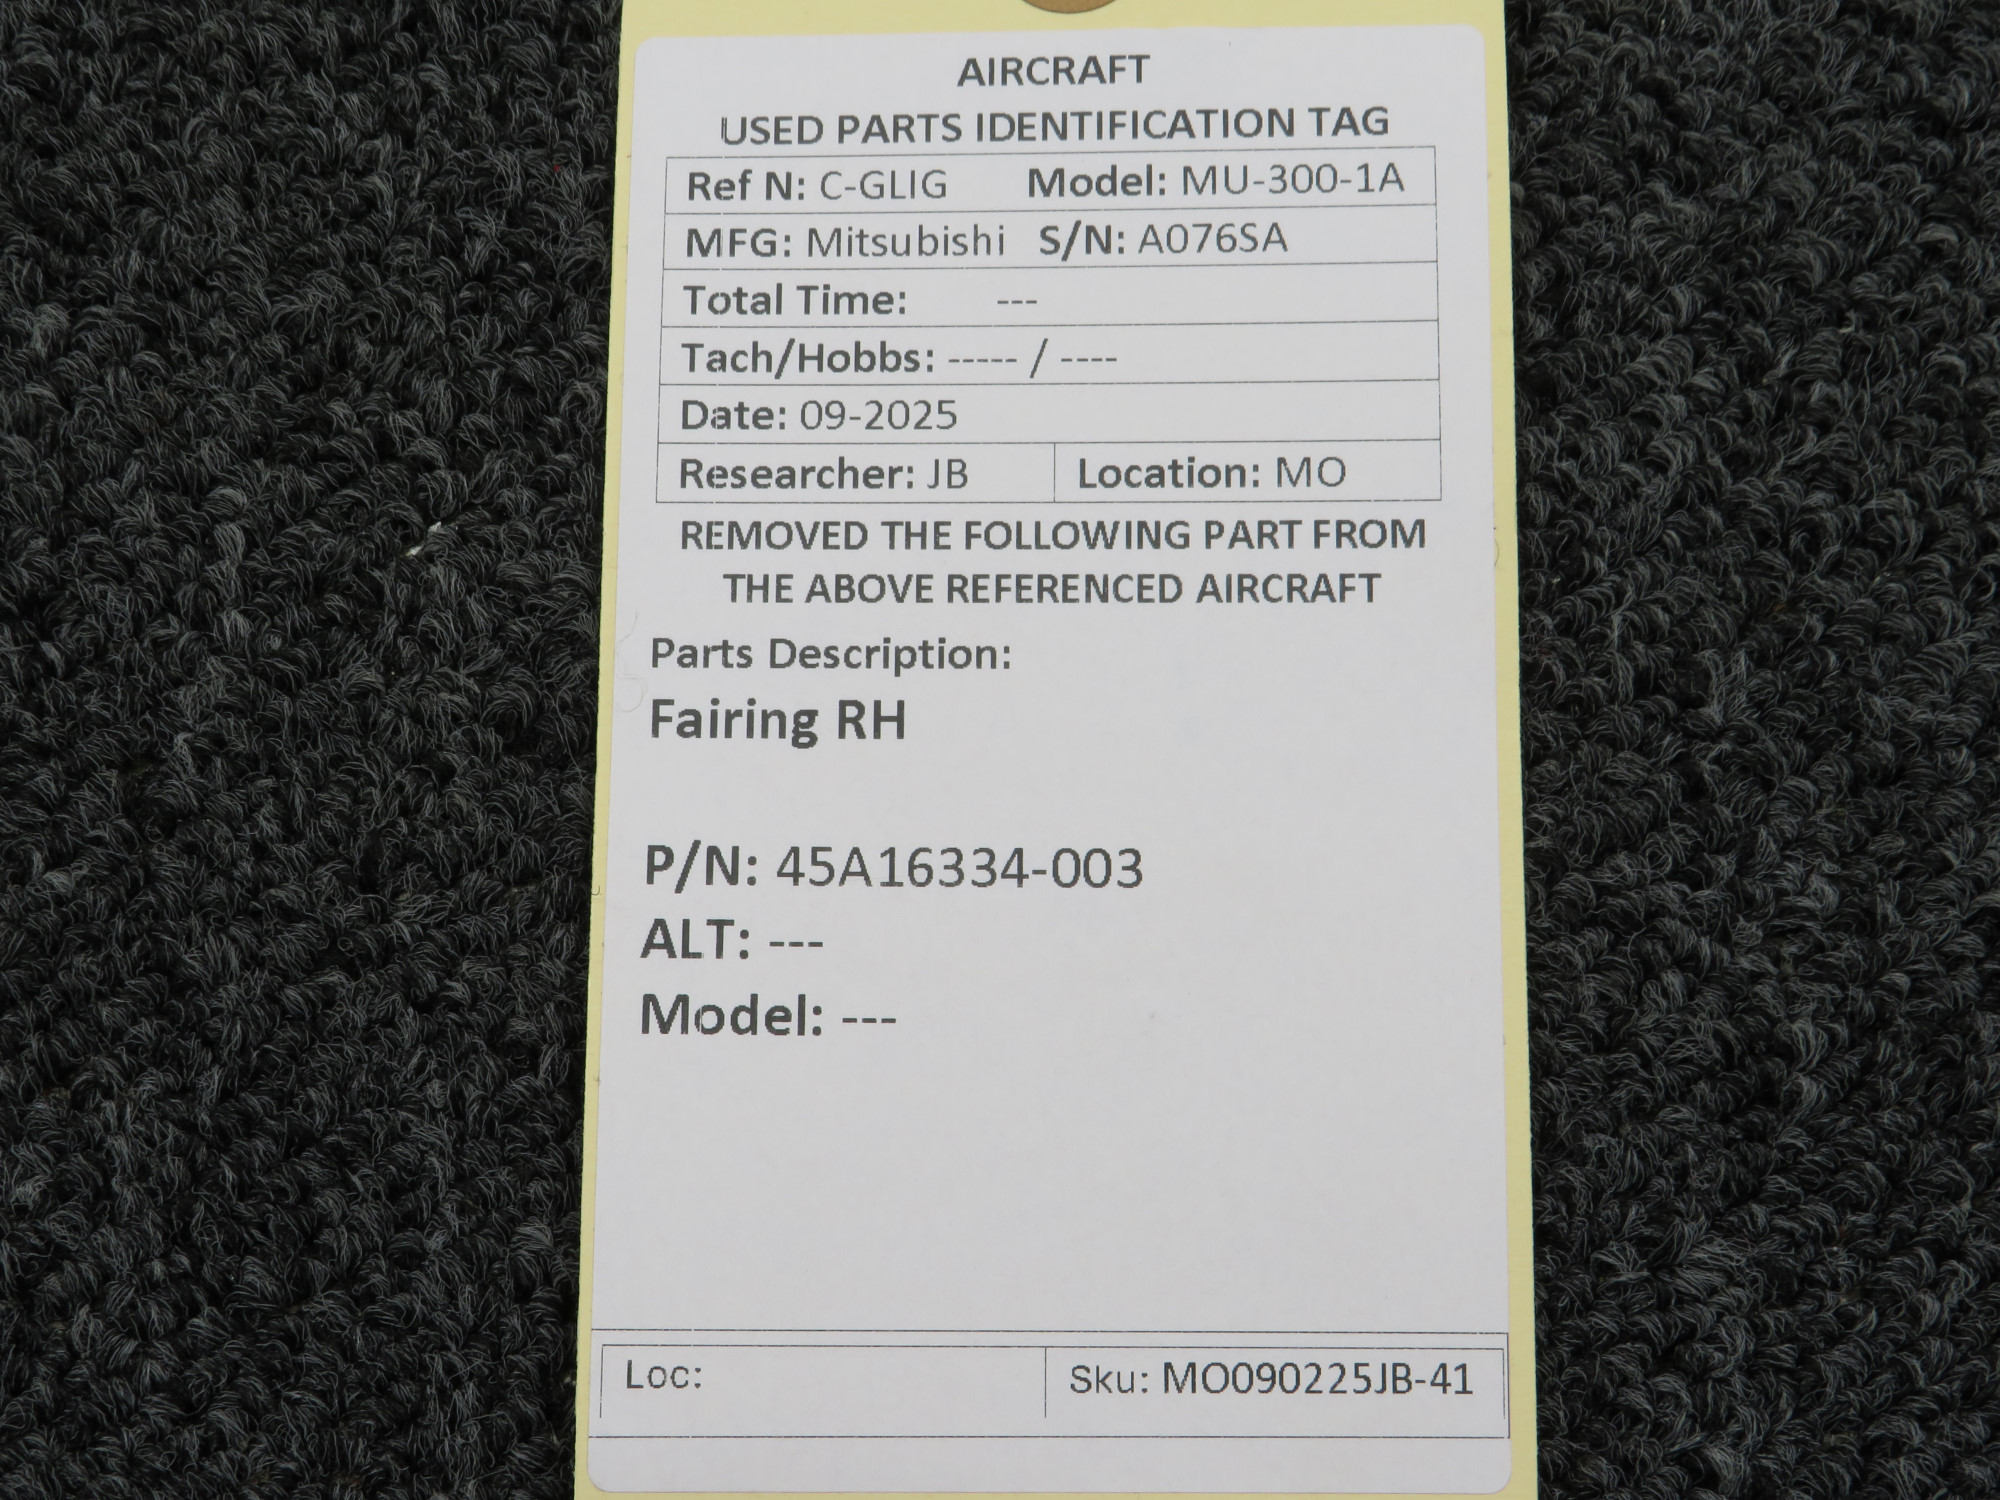 AIRCRAFT
USED PARTS IDENTIFICATION TAG
Ref N: C-GLIG Model: MU-300-1A
MFG: Mitsubishi S/N: A076SA
Total Time: ---
Tach/Hobbs: ----- / ----
Date: 09-2025
Researcher: JB Location: MO
REMOVED THE FOLLOWING PART FROM
THE ABOVE REFERENCED AIRCRAFT
Parts Description:
Fairing RH
P/N: 45A16334-003
ALT: ---
Model: ---
Loc: Sku: MO090225JB-41